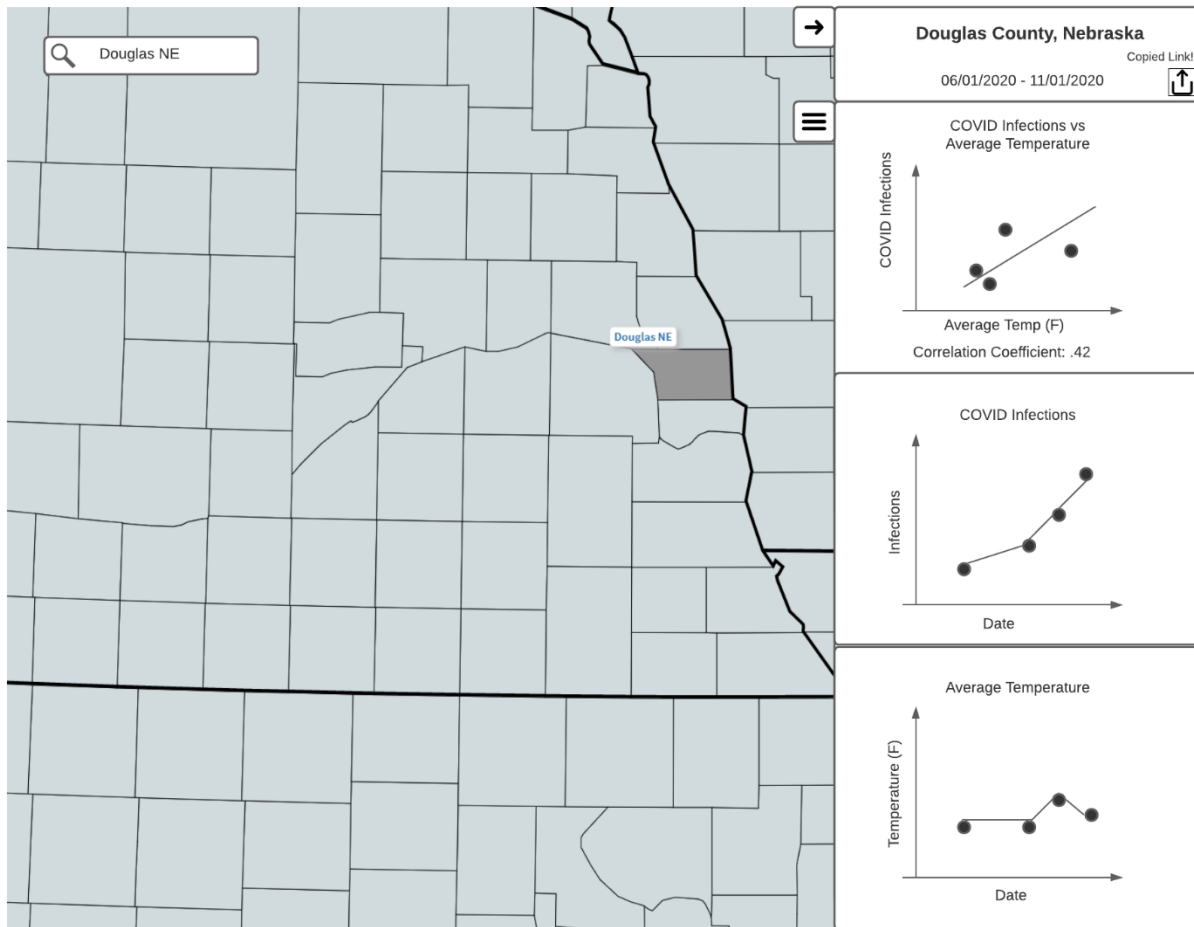 Douglas NE
Douglas NE
Douglas County, Nebraska
Copied Link!
06/01/2020 - 11/01/2020
COVID Infections vs
Average Temperature
COVID Infections
Average Temp (F)
Correlation Coefficient: .42
COVID Infections
Infections
Date
Average Temperature
Temperature (F)
Date